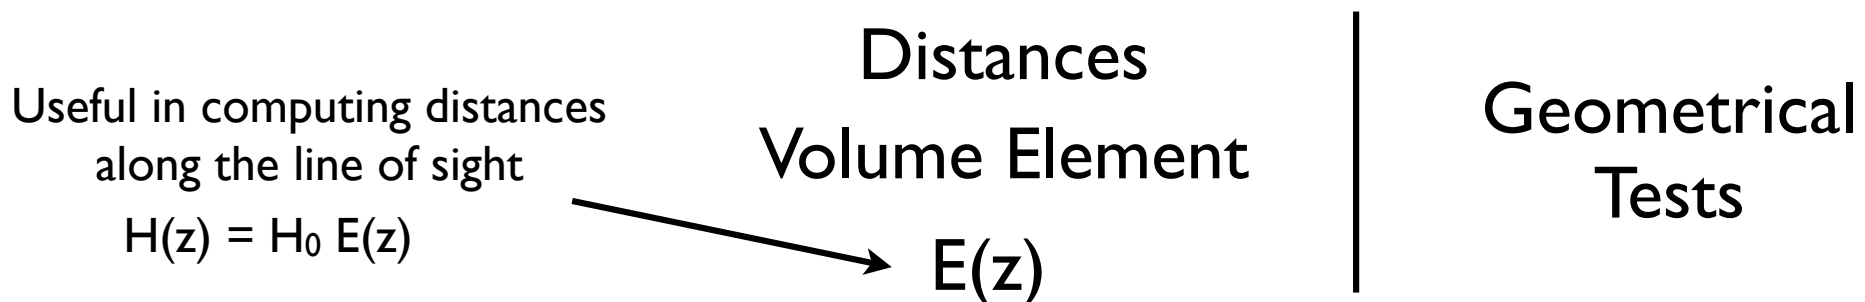 Useful in computing distances
along the line of sight
H(z) = H₀ E(z)
Distances
Volume Element
E(z)
Geometrical
Tests